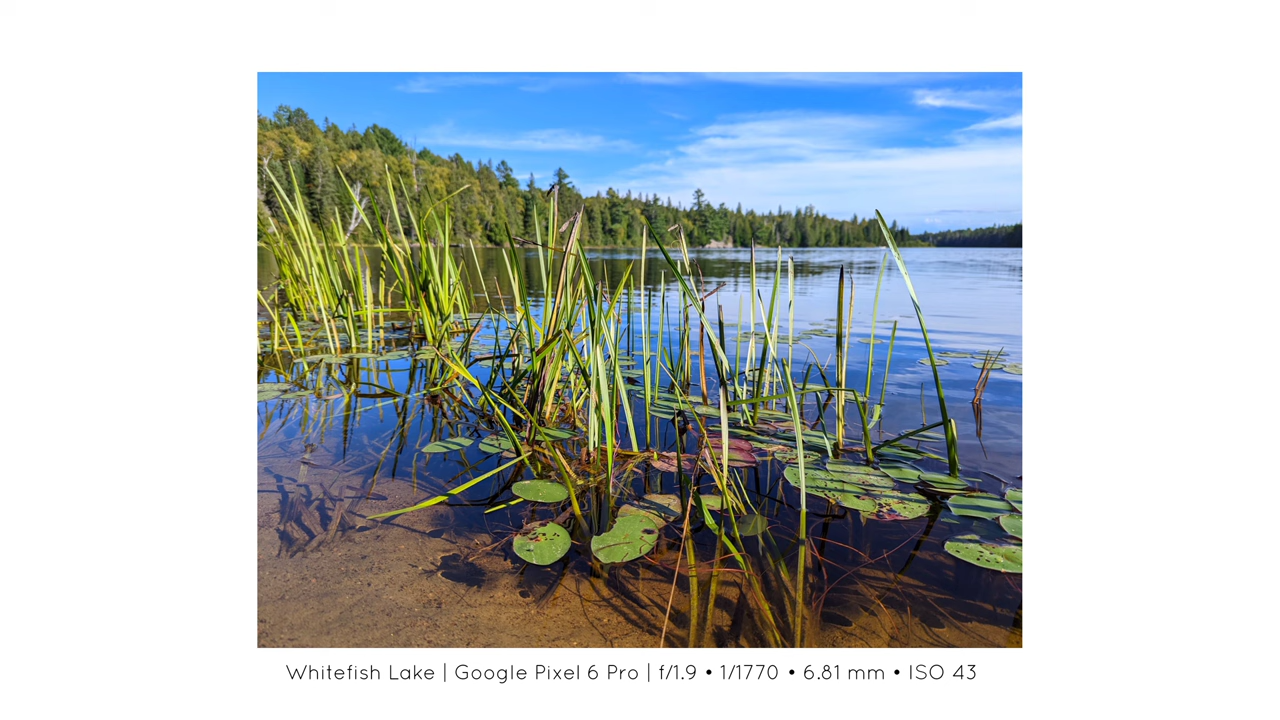 Whitefish Lake | Google Pixel 6 Pro | f/1.9 • 1/1770 • 6.81 mm • ISO 43